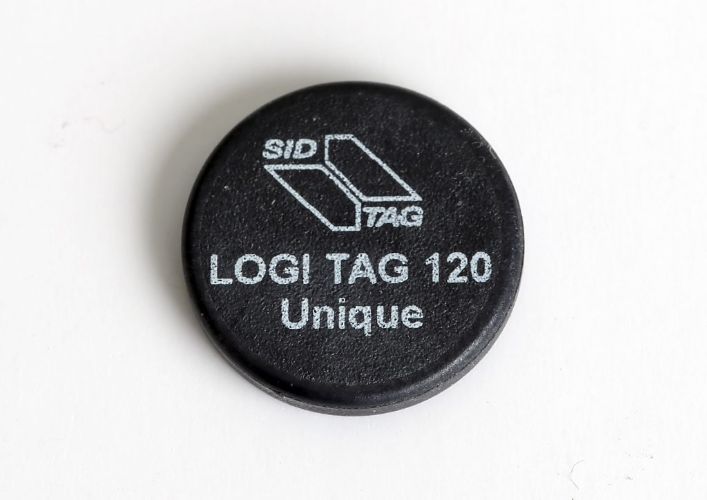 SID
TAG
LOGI TAG 120
Unique